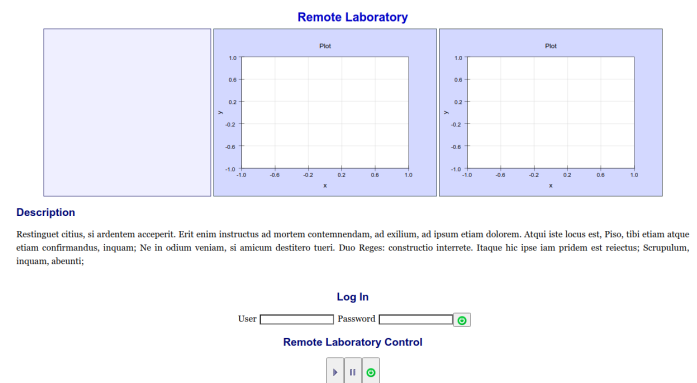 Remote Laboratory
Plot
1.0
0.6
0.2
-0.2
-0.6
-1.0
y
-1.0 -0.6 -0.2 0.2 0.6 1.0
x
Plot
1.0
0.6
0.2
-0.2
-0.6
-1.0
y
-1.0 -0.6 -0.2 0.2 0.6 1.0
x
Description
Restinguet citius, si ardentem acceperit. Erit enim instructus ad mortem contemnendam, ad exilium, ad ipsum etiam dolorem. Atqui iste locus est, Piso, tibi etiam atque
etiam confirmandus, inquam; Ne in odium veniam, si amicum destitero tueri. Duo Reges: constructio interrete. Itaque hic ipse iam pridem est reiectus; Scrupulum,
inquam, abeunti;
Log In
User Password
Remote Laboratory Control